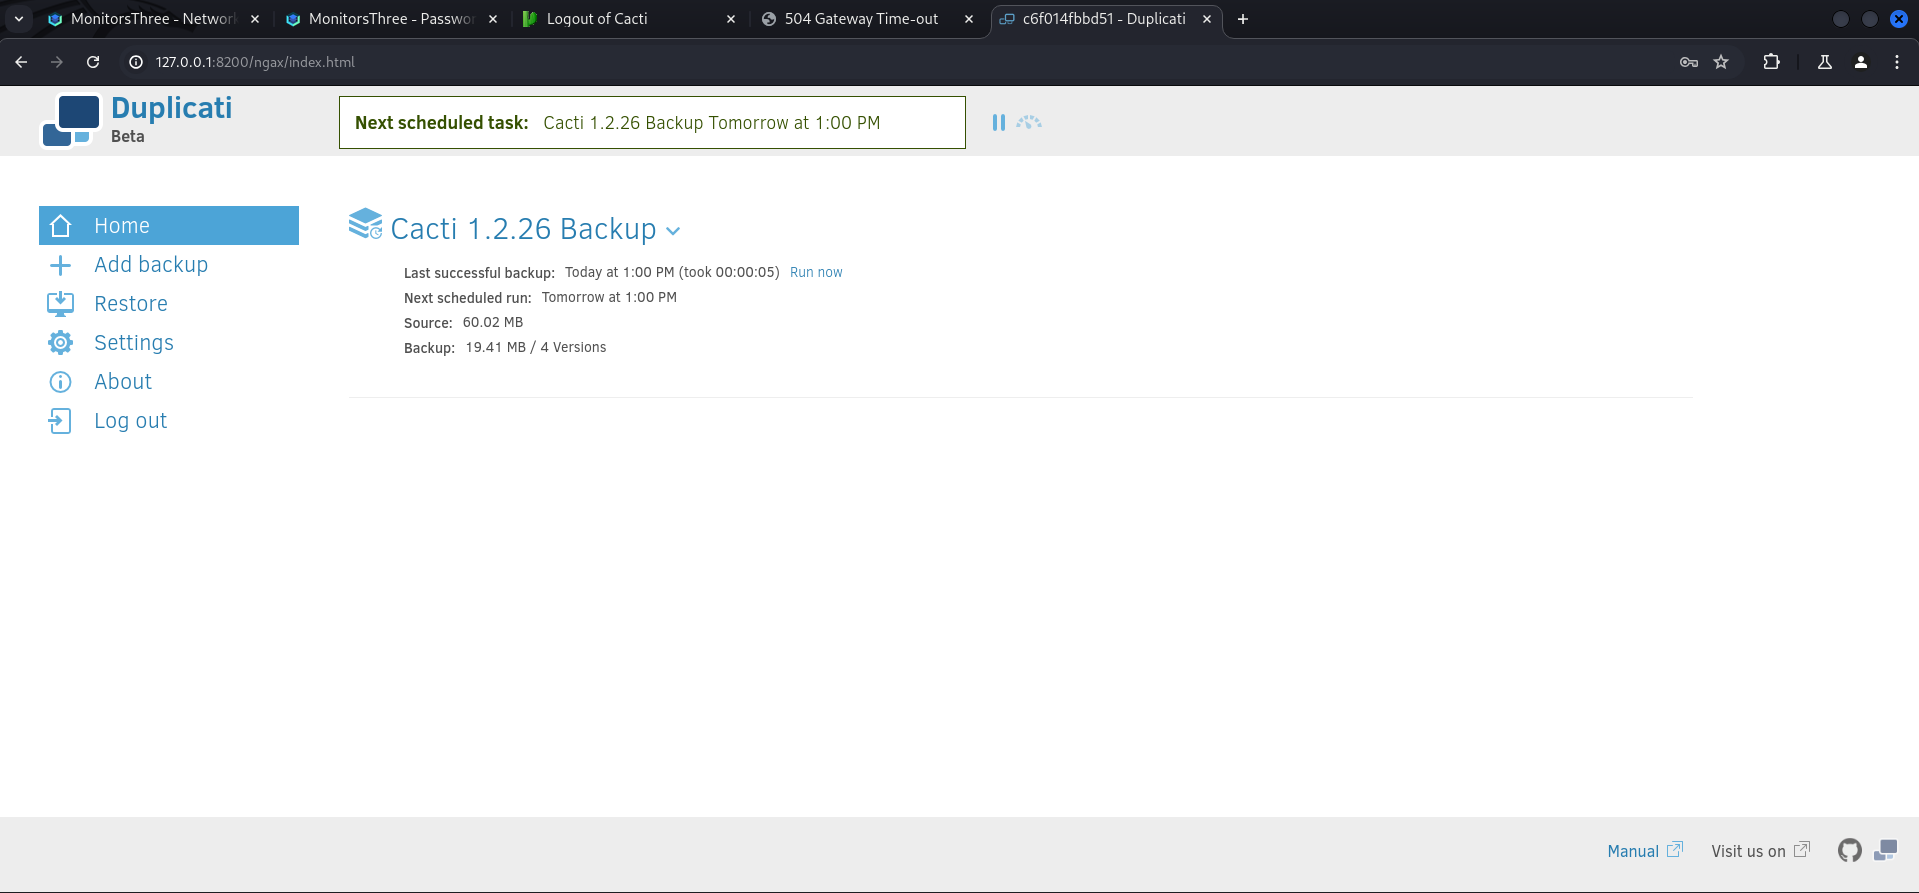 MonitorsThree - Network
MonitorsThree - Passwor
Logout of Cacti
504 Gateway Time-out
c6f014fbbd51 - Duplicati
127.0.0.1:8200/ngax/index.html
Duplicati
Beta
Next scheduled task: Cacti 1.2.26 Backup Tomorrow at 1:00 PM
Home
Add backup
Restore
Settings
About
Log out
Cacti 1.2.26 Backup
Last successful backup: Today at 1:00 PM (took 00:00:05) Run now
Next scheduled run: Tomorrow at 1:00 PM
Source: 60.02 MB
Backup: 19.41 MB / 4 Versions
Manual
Visit us on